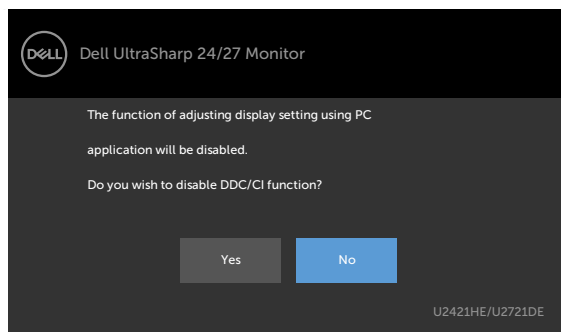 DELL
Dell UltraSharp 24/27 Monitor
The function of adjusting display setting using PC
application will be disabled.
Do you wish to disable DDC/CI function?
Yes No
U2421HE/U2721DE